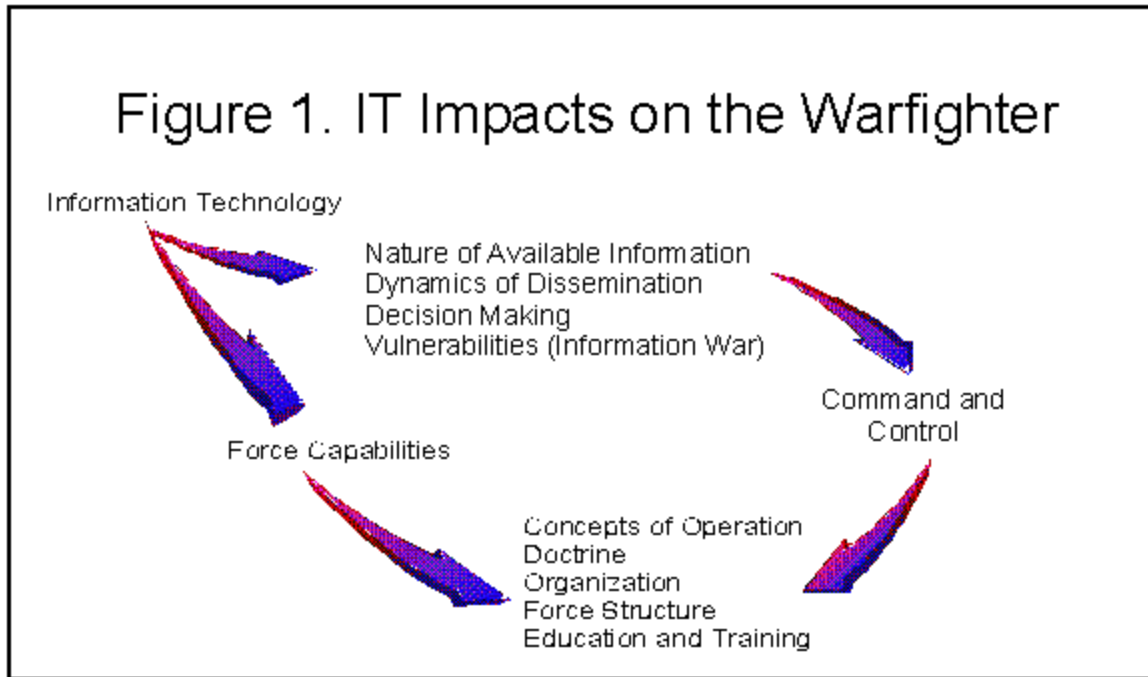 Figure 1. IT Impacts on the Warfighter
Information Technology
Nature of Available Information
Dynamics of Dissemination
Decision Making
Vulnerabilities (Information War)
Command and
Control
Force Capabilities
Concepts of Operation
Doctrine
Organization
Force Structure
Education and Training